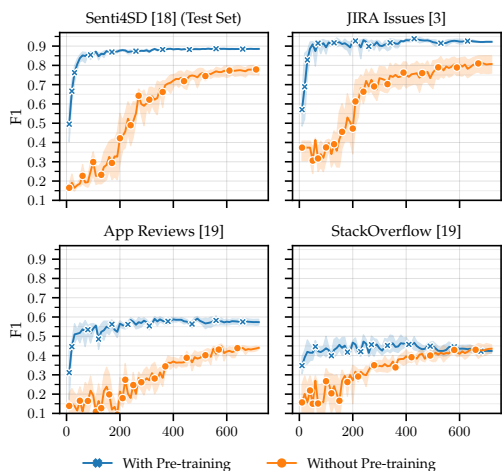 Senti4SD [18] (Test Set)
JIRA Issues [3]
F1
0.9
0.8
0.7
0.6
0.5
0.4
0.3
0.2
0.1
App Reviews [19]
StackOverflow [19]
F1
0.9
0.8
0.7
0.6
0.5
0.4
0.3
0.2
0.1
0 200 400 600
0 200 400 600
With Pre-training
Without Pre-training